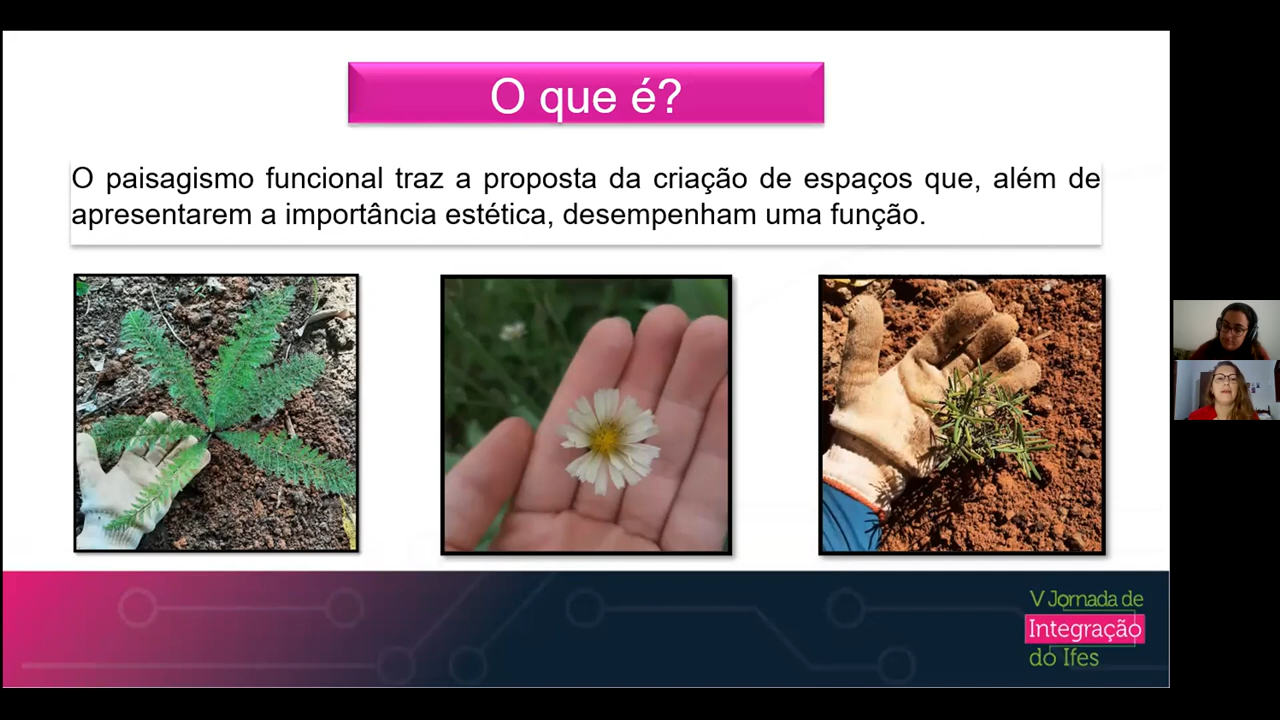 O que é?
O paisagismo funcional traz a proposta da criação de espaços que, além de
apresentarem a importância estética, desempenham uma função.
V Jornada de
Integração
do Ifes